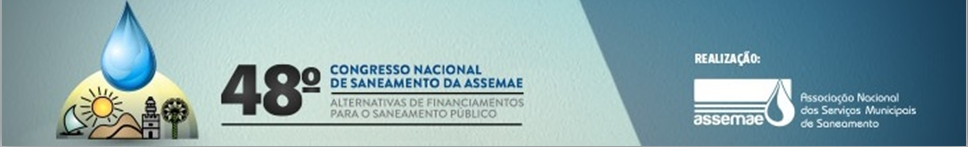 48º
CONGRESSO NACIONAL
DE SANEAMENTO DA ASSEMAE
ALTERNATIVAS DE FINANCIAMENTOS
PARA O SANEAMENTO PÚBLICO
REALIZAÇÃO:
assemae
Associação Nacional
dos Serviços Municipais
de Saneamento